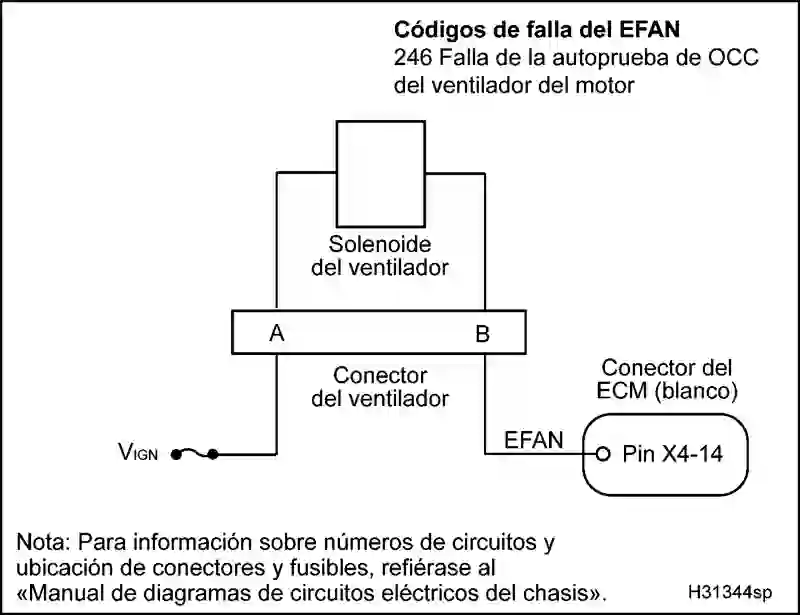 Códigos de falla del EFAN
246 Falla de la autoprueba de OCC
del ventilador del motor
Solenoide
del ventilador
A
B
Conector
del ventilador
Conector del
ECM (blanco)
VIGN
EFAN
Pin X4-14
Nota: Para información sobre números de circuitos y
ubicación de conectores y fusibles, refiérase al
«Manual de diagramas de circuitos eléctricos del chasis».
H31344sp